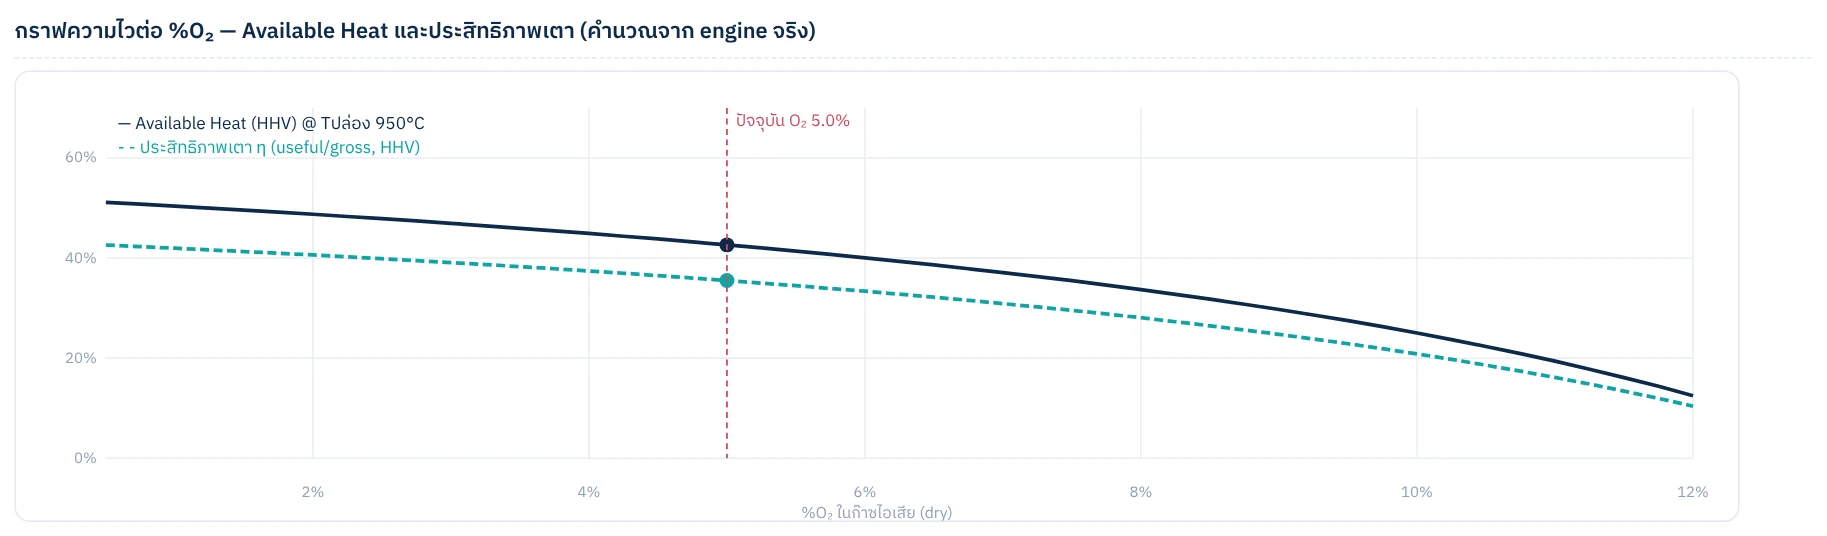 กราฟความไวต่อ %O₂ — Available Heat และประสิทธิภาพเตา (คำนวณจาก engine จริง)
— Available Heat (HHV) @ Tปล่อง 950°C
- - ประสิทธิภาพเตา η (useful/gross, HHV)
ปัจจุบัน O₂ 5.0%
60%
40%
20%
0%
2% 4% 6% 8% 10% 12%
%O₂ ในก๊าซไอเสีย (dry)